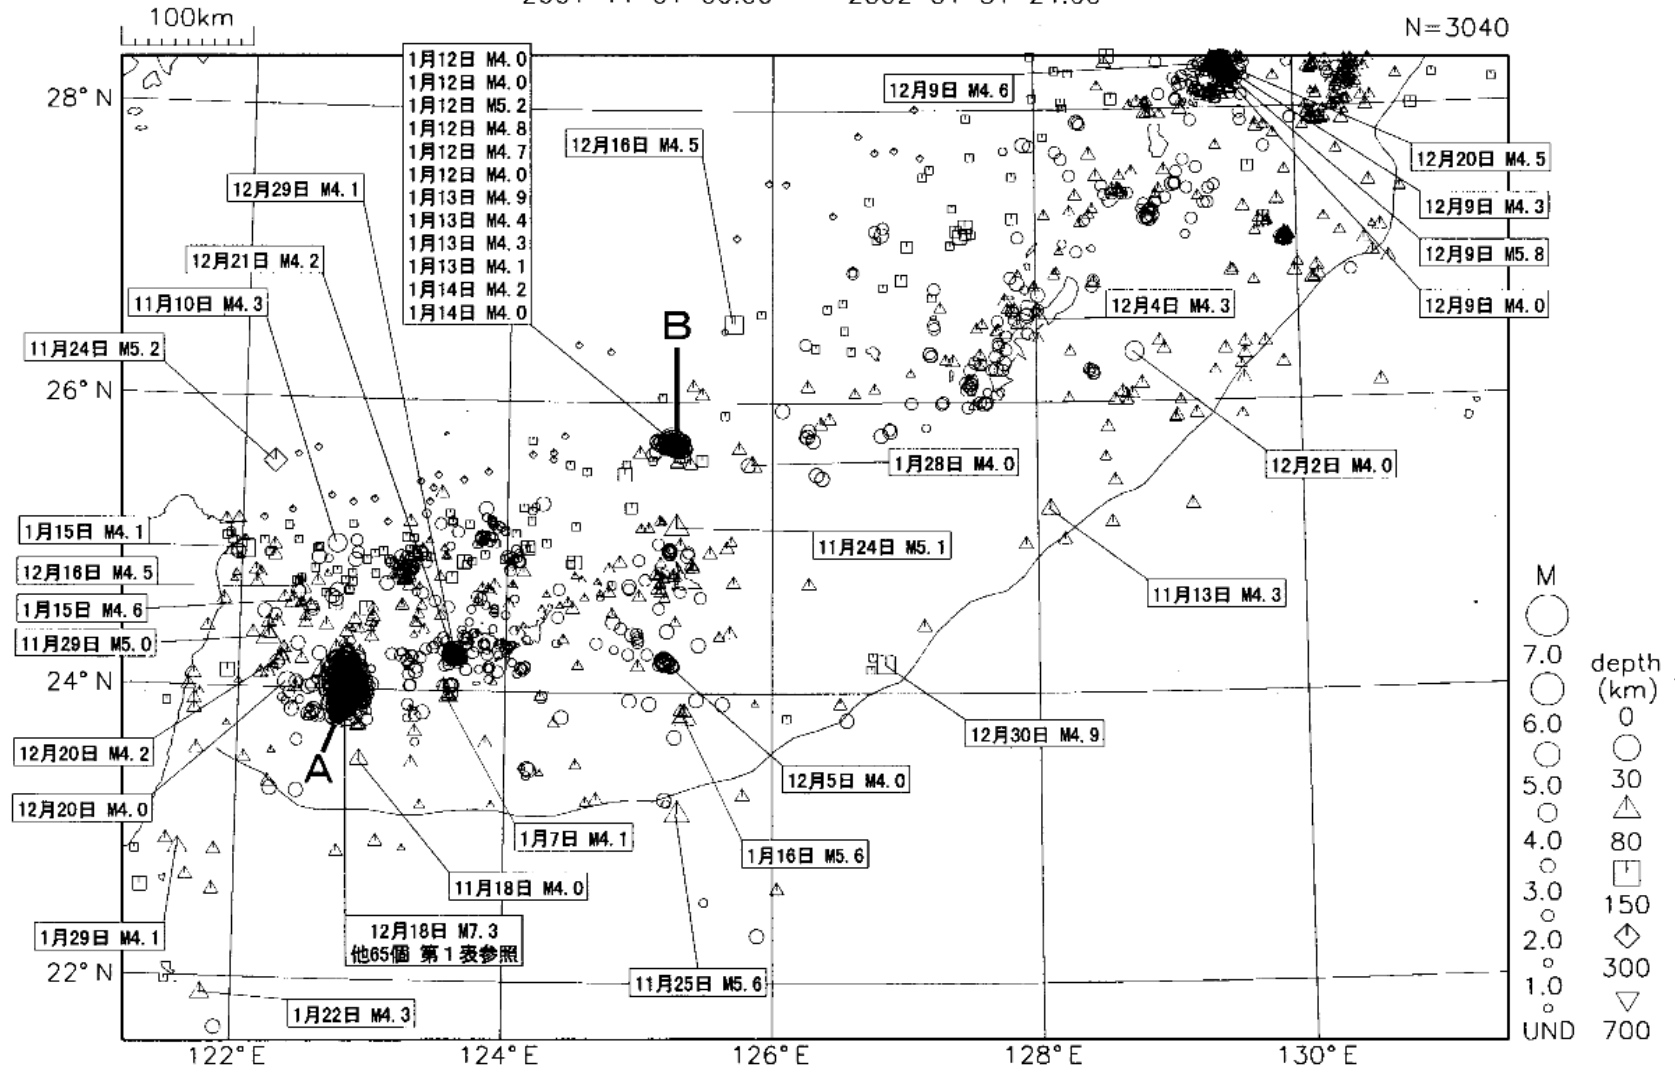 100km
N=3040
28°N
26°N
24°N
22°N
122°E
124°E
126°E
128°E
130°E
1月12日 M4.0
1月12日 M4.0
1月12日 M5.2
1月12日 M4.8
1月12日 M4.7
1月12日 M4.0
1月13日 M4.9
1月13日 M4.4
1月13日 M4.3
1月13日 M4.1
1月14日 M4.2
1月14日 M4.0
12月9日 M4.6
12月16日 M4.5
12月29日 M4.1
12月21日 M4.2
11月10日 M4.3
11月24日 M5.2
12月20日 M4.5
12月9日 M4.3
12月9日 M5.8
12月9日 M4.0
12月4日 M4.3
B
1月28日 M4.0
12月2日 M4.0
1月15日 M4.1
12月16日 M4.5
1月15日 M4.6
11月29日 M5.0
11月24日 M5.1
11月13日 M4.3
12月20日 M4.2
12月20日 M4.0
A
12月30日 M4.9
12月5日 M4.0
1月7日 M4.1
1月16日 M5.6
11月18日 M4.0
1月29日 M4.1
12月18日 M7.3
他65個 第1表参照
11月25日 M5.6
1月22日 M4.3
M
7.0
6.0
5.0
4.0
3.0
2.0
1.0
UND
depth
(km)
0
30
80
150
300
700